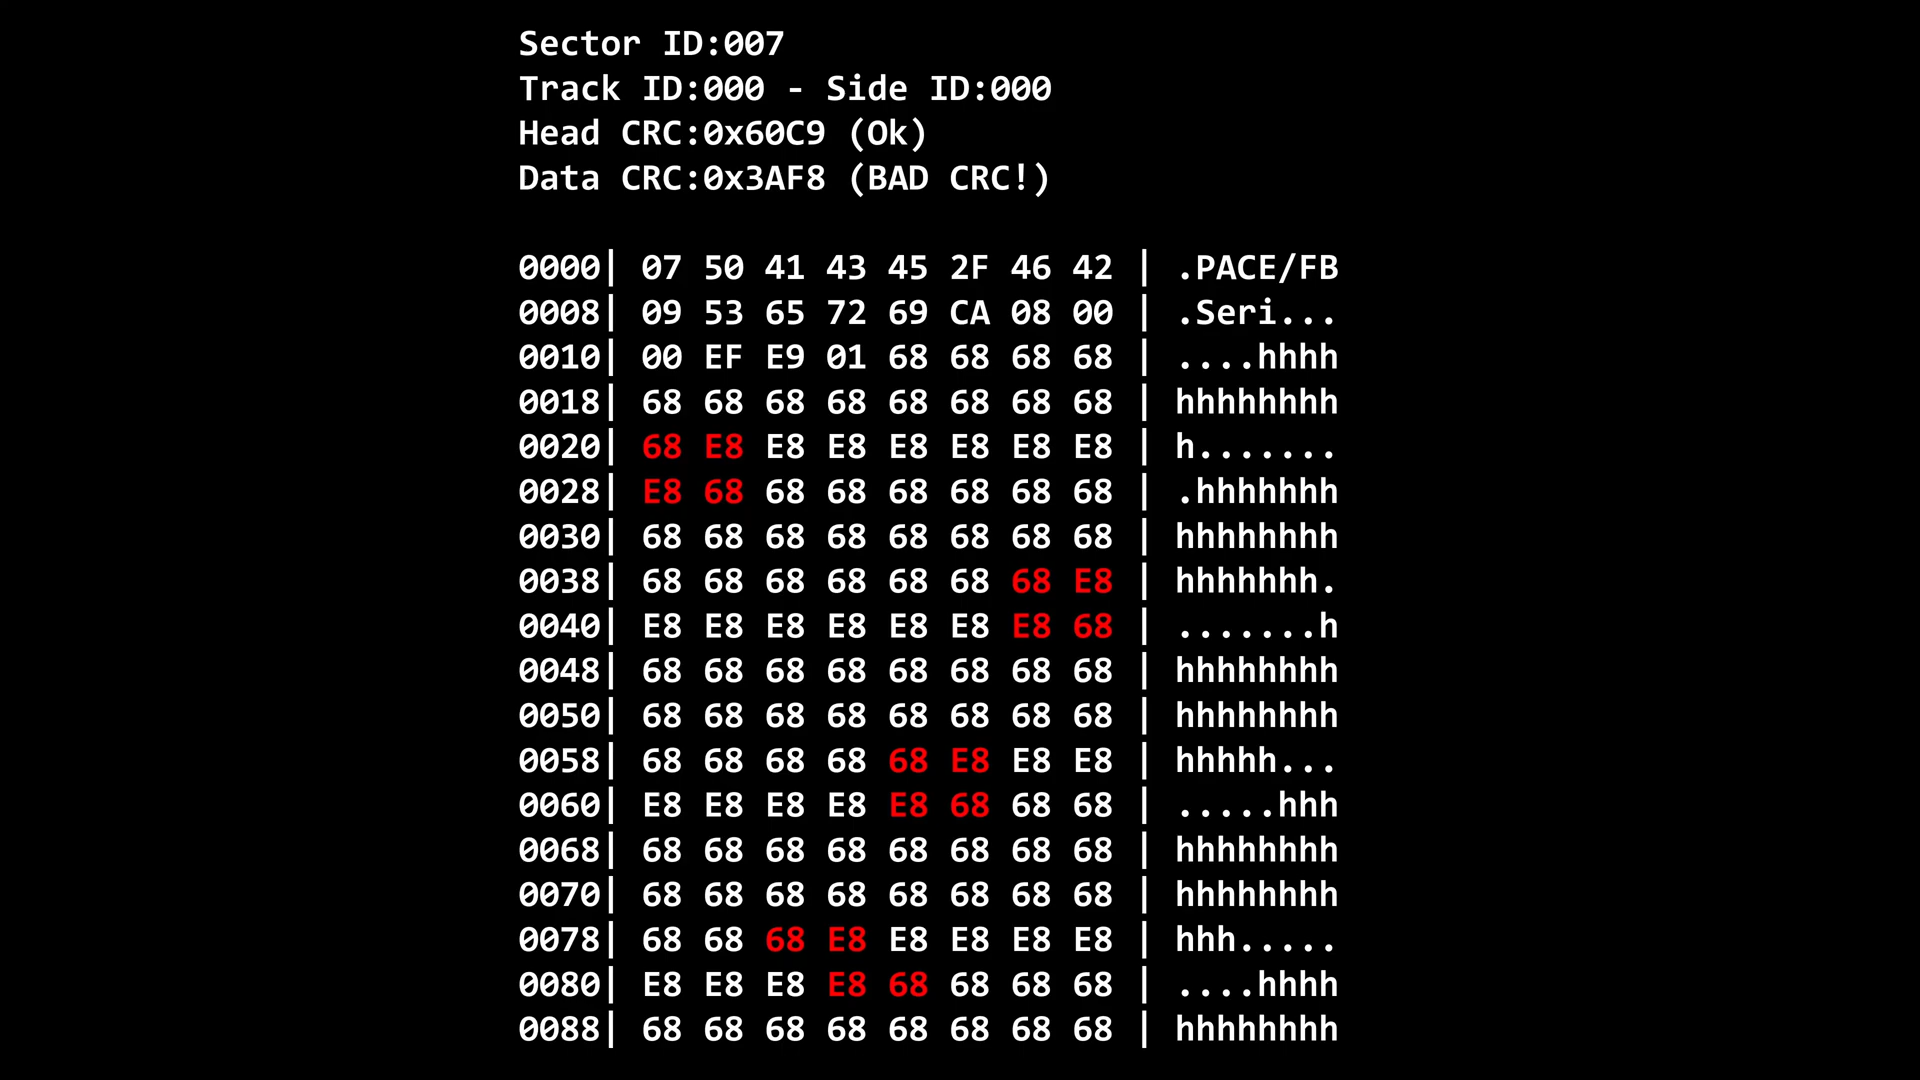 Sector ID:007
Track ID:000 - Side ID:000
Head CRC:0x60C9 (Ok)
Data CRC:0x3AF8 (BAD CRC!)
0000| 07 50 41 43 45 2F 46 42 | .PACE/FB
0008| 09 53 65 72 69 CA 08 00 | .Seri...
0010| 00 EF E9 01 68 68 68 68 | ....hhhh
0018| 68 68 68 68 68 68 68 68 | hhhhhhhh
0020| 68 E8 E8 E8 E8 E8 E8 E8 | h.......
0028| E8 68 68 68 68 68 68 68 | .hhhhhhh
0030| 68 68 68 68 68 68 68 68 | hhhhhhhh
0038| 68 68 68 68 68 68 68 E8 | hhhhhhh.
0040| E8 E8 E8 E8 E8 E8 E8 68 | .......h
0048| 68 68 68 68 68 68 68 68 | hhhhhhhh
0050| 68 68 68 68 68 68 68 68 | hhhhhhhh
0058| 68 68 68 68 68 E8 E8 E8 | hhhhh...
0060| E8 E8 E8 E8 E8 68 68 68 | .....hhh
0068| 68 68 68 68 68 68 68 68 | hhhhhhhh
0070| 68 68 68 68 68 68 68 68 | hhhhhhhh
0078| 68 68 68 E8 E8 E8 E8 E8 | hhh.....
0080| E8 E8 E8 E8 68 68 68 68 | ....hhhh
0088| 68 68 68 68 68 68 68 68 | hhhhhhhh